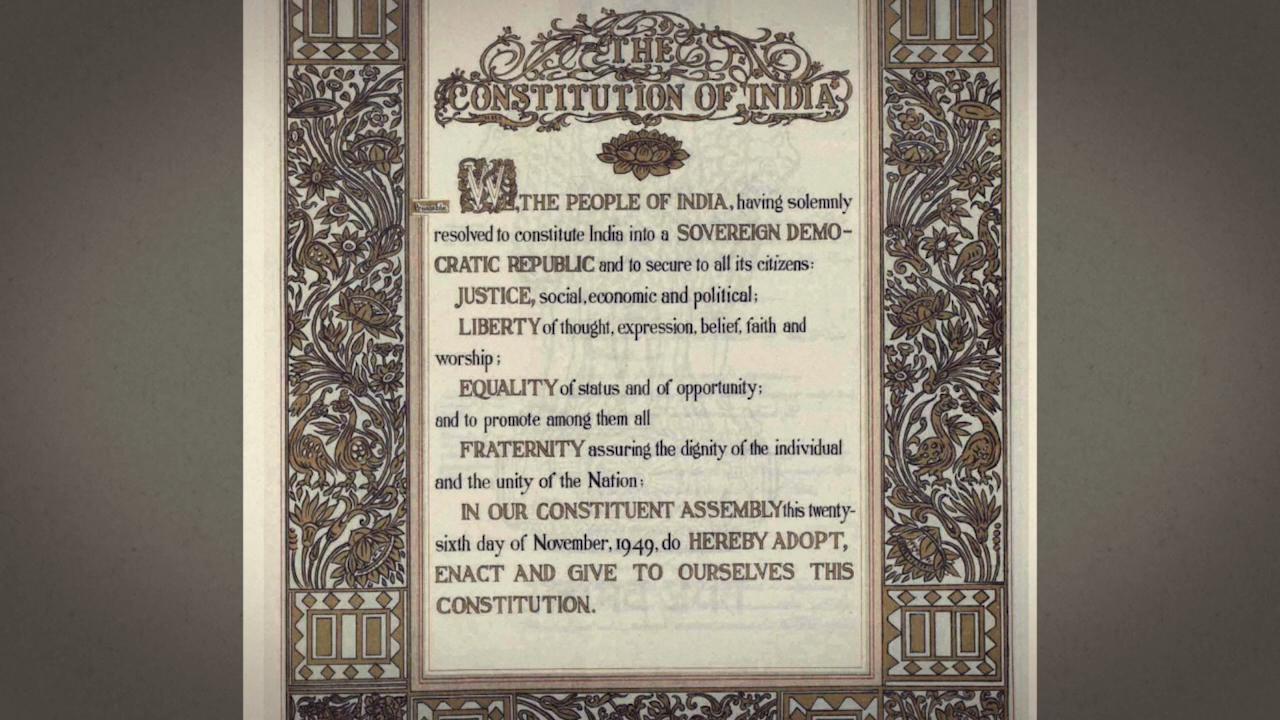 THE
CONSTITUTION OF INDIA
WE, THE PEOPLE OF INDIA, having solemnly
resolved to constitute India into a SOVEREIGN DEMO-
CRATIC REPUBLIC and to secure to all its citizens:
JUSTICE, social, economic and political;
LIBERTY of thought, expression, belief, faith and
worship;
EQUALITY of status and of opportunity;
and to promote among them all
FRATERNITY assuring the dignity of the individual
and the unity of the Nation;
IN OUR CONSTITUENT ASSEMBLY this twenty-
sixth day of November, 1949, do HEREBY ADOPT,
ENACT AND GIVE TO OURSELVES THIS
CONSTITUTION.